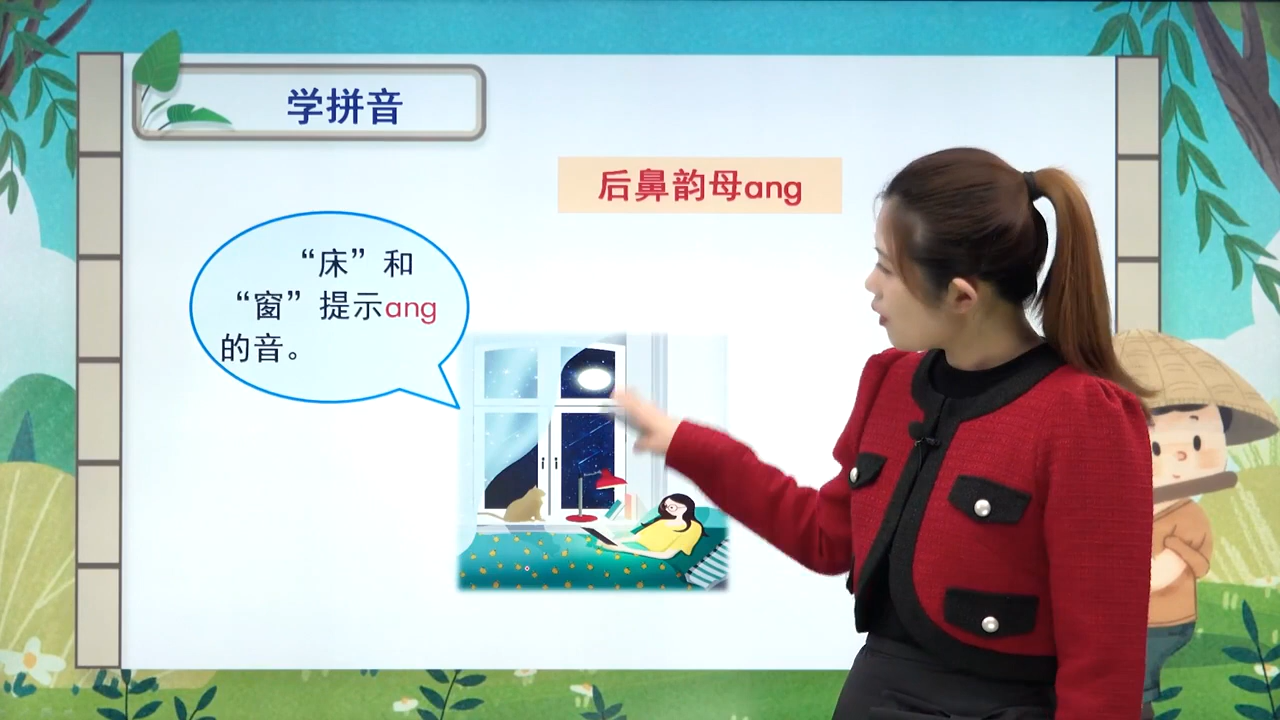 学拼音
后鼻韵母ang
“床”和
“窗”提示ang
的音。